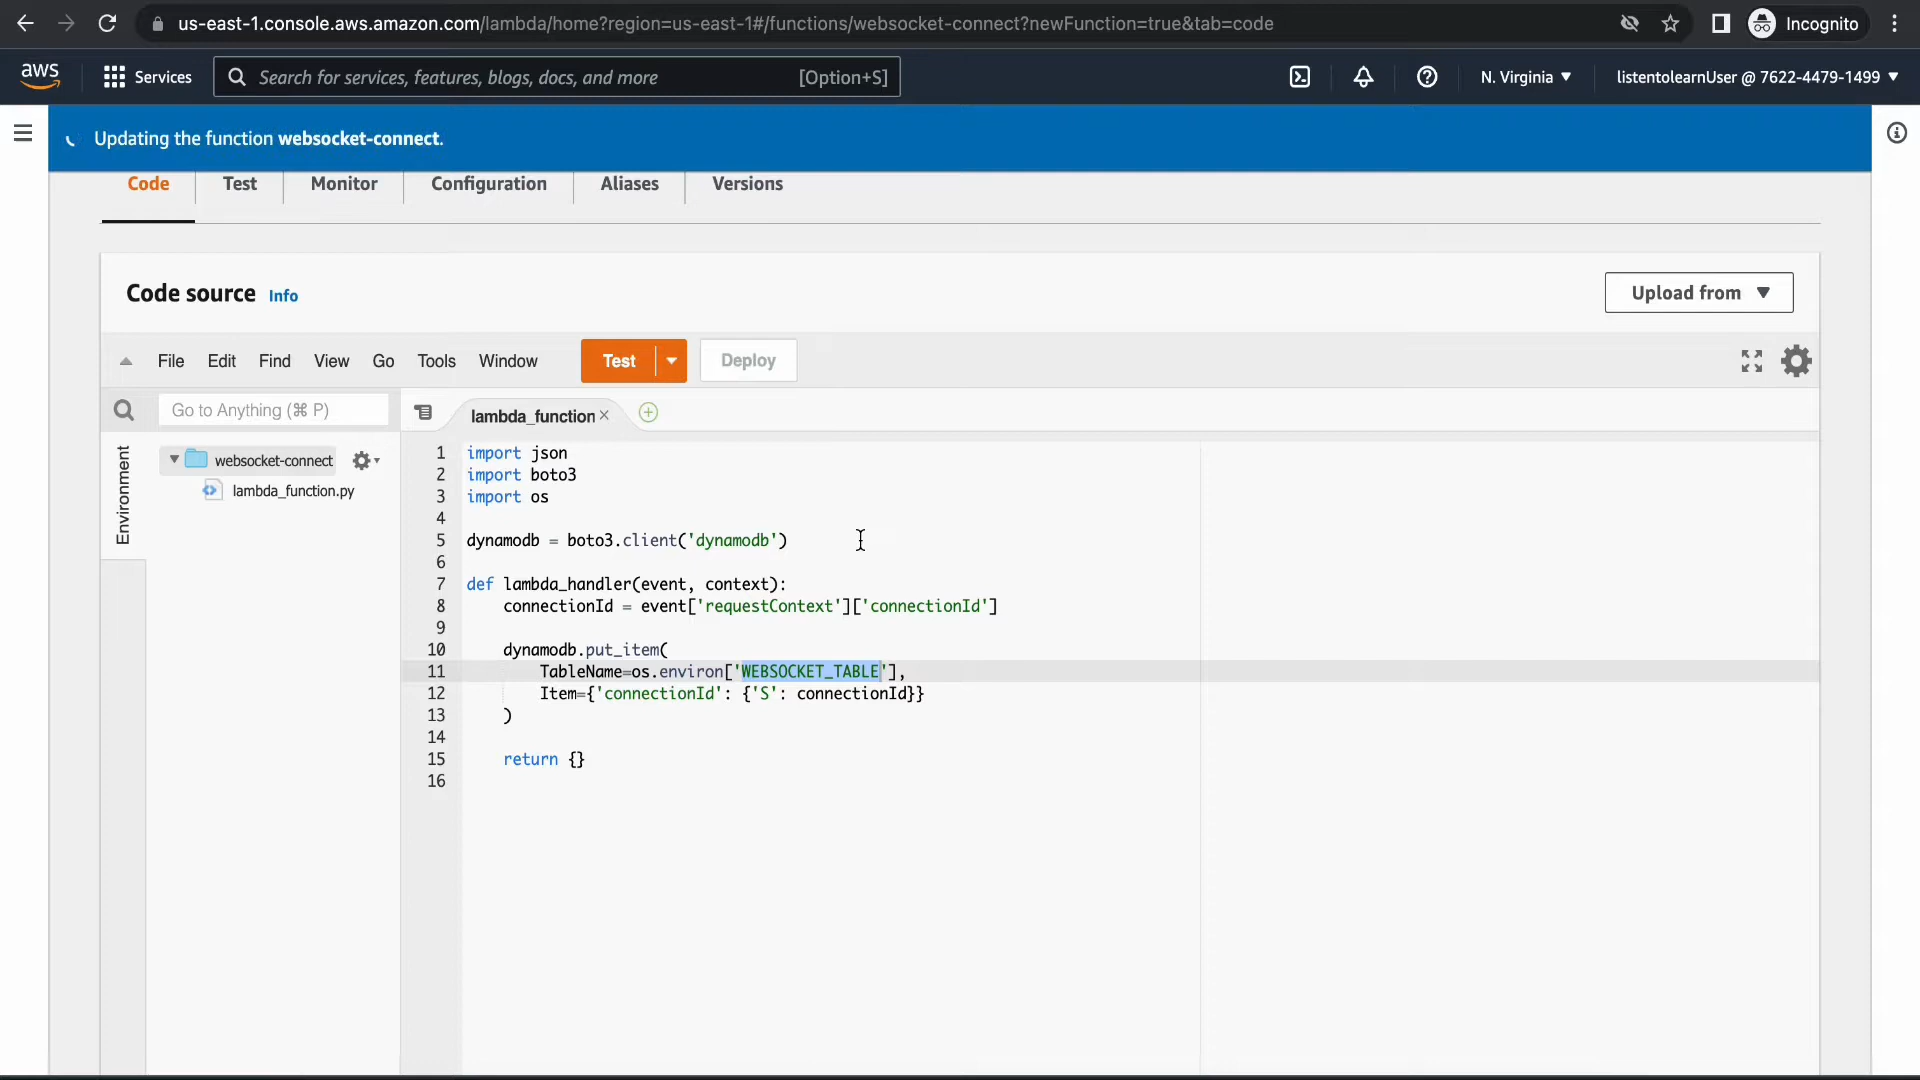 us-east-1.console.aws.amazon.com/lambda/home?region=us-east-1#/functions/websocket-connect?newFunction=true&tab=code
Incognito
aws
Services
Search for services, features, blogs, docs, and more
[Option+S]
N. Virginia ▼
listentolearnUser @ 7622-4479-1499 ▼
Updating the function websocket-connect.
Code
Test
Monitor
Configuration
Aliases
Versions
Code source Info
Upload from ▼
File
Edit
Find
View
Go
Tools
Window
Test
Deploy
Go to Anything (⌘ P)
lambda_function ×
Environment
websocket-connect
lambda_function.py
1 import json
2 import boto3
3 import os
4
5 dynamodb = boto3.client('dynamodb')
6
7 def lambda_handler(event, context):
8 connectionId = event['requestContext']['connectionId']
9
10 dynamodb.put_item(
11 TableName=os.environ['WEBSOCKET_TABLE'],
12 Item={'connectionId': {'S': connectionId}}
13 )
14
15 return {}
16